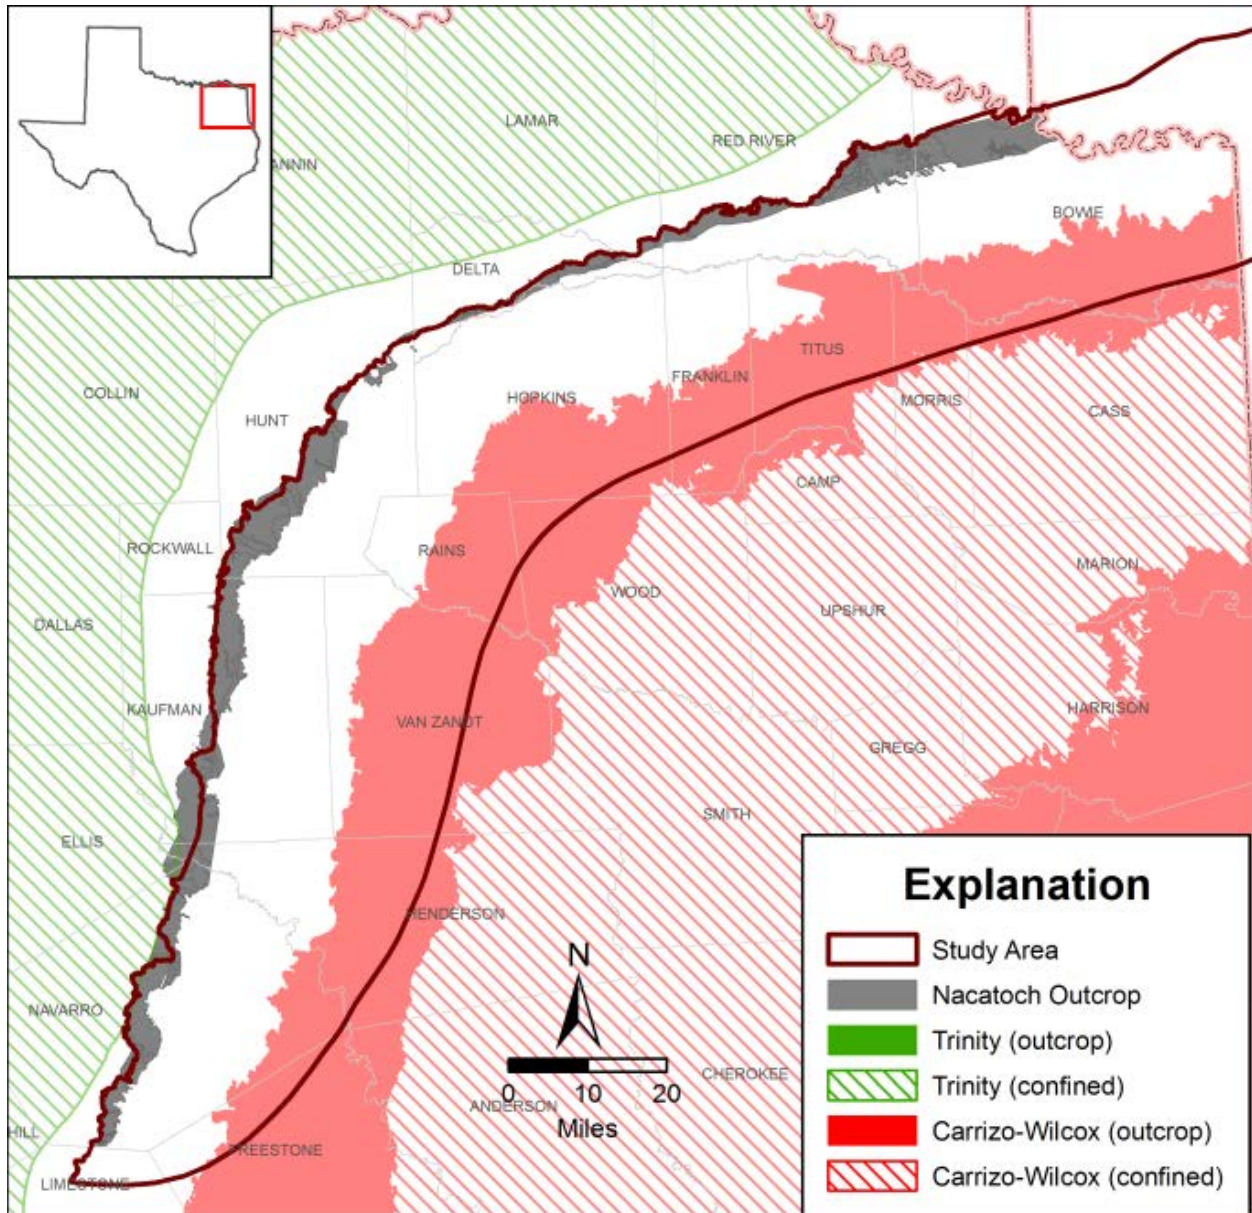 LAMAR
RED RIVER
ANNIN
BOWIE
DELTA
TITUS
FRANKLIN
COLLIN
HOPKINS
MORRIS
CASS
HUNT
CAMP
ROCKWALL
RAINS
MARION
WOOD
UPSHUR
DALLAS
KAUFMAN
HARRISON
VAN ZANDT
GREGG
SMITH
ELLIS
HENDERSON
NAVARRO
CHEROKEE
ANDERSON
HILL
FREESTONE
LIMESTONE
N
0 10 20
Miles
Explanation
Study Area
Nacatoch Outcrop
Trinity (outcrop)
Trinity (confined)
Carrizo-Wilcox (outcrop)
Carrizo-Wilcox (confined)